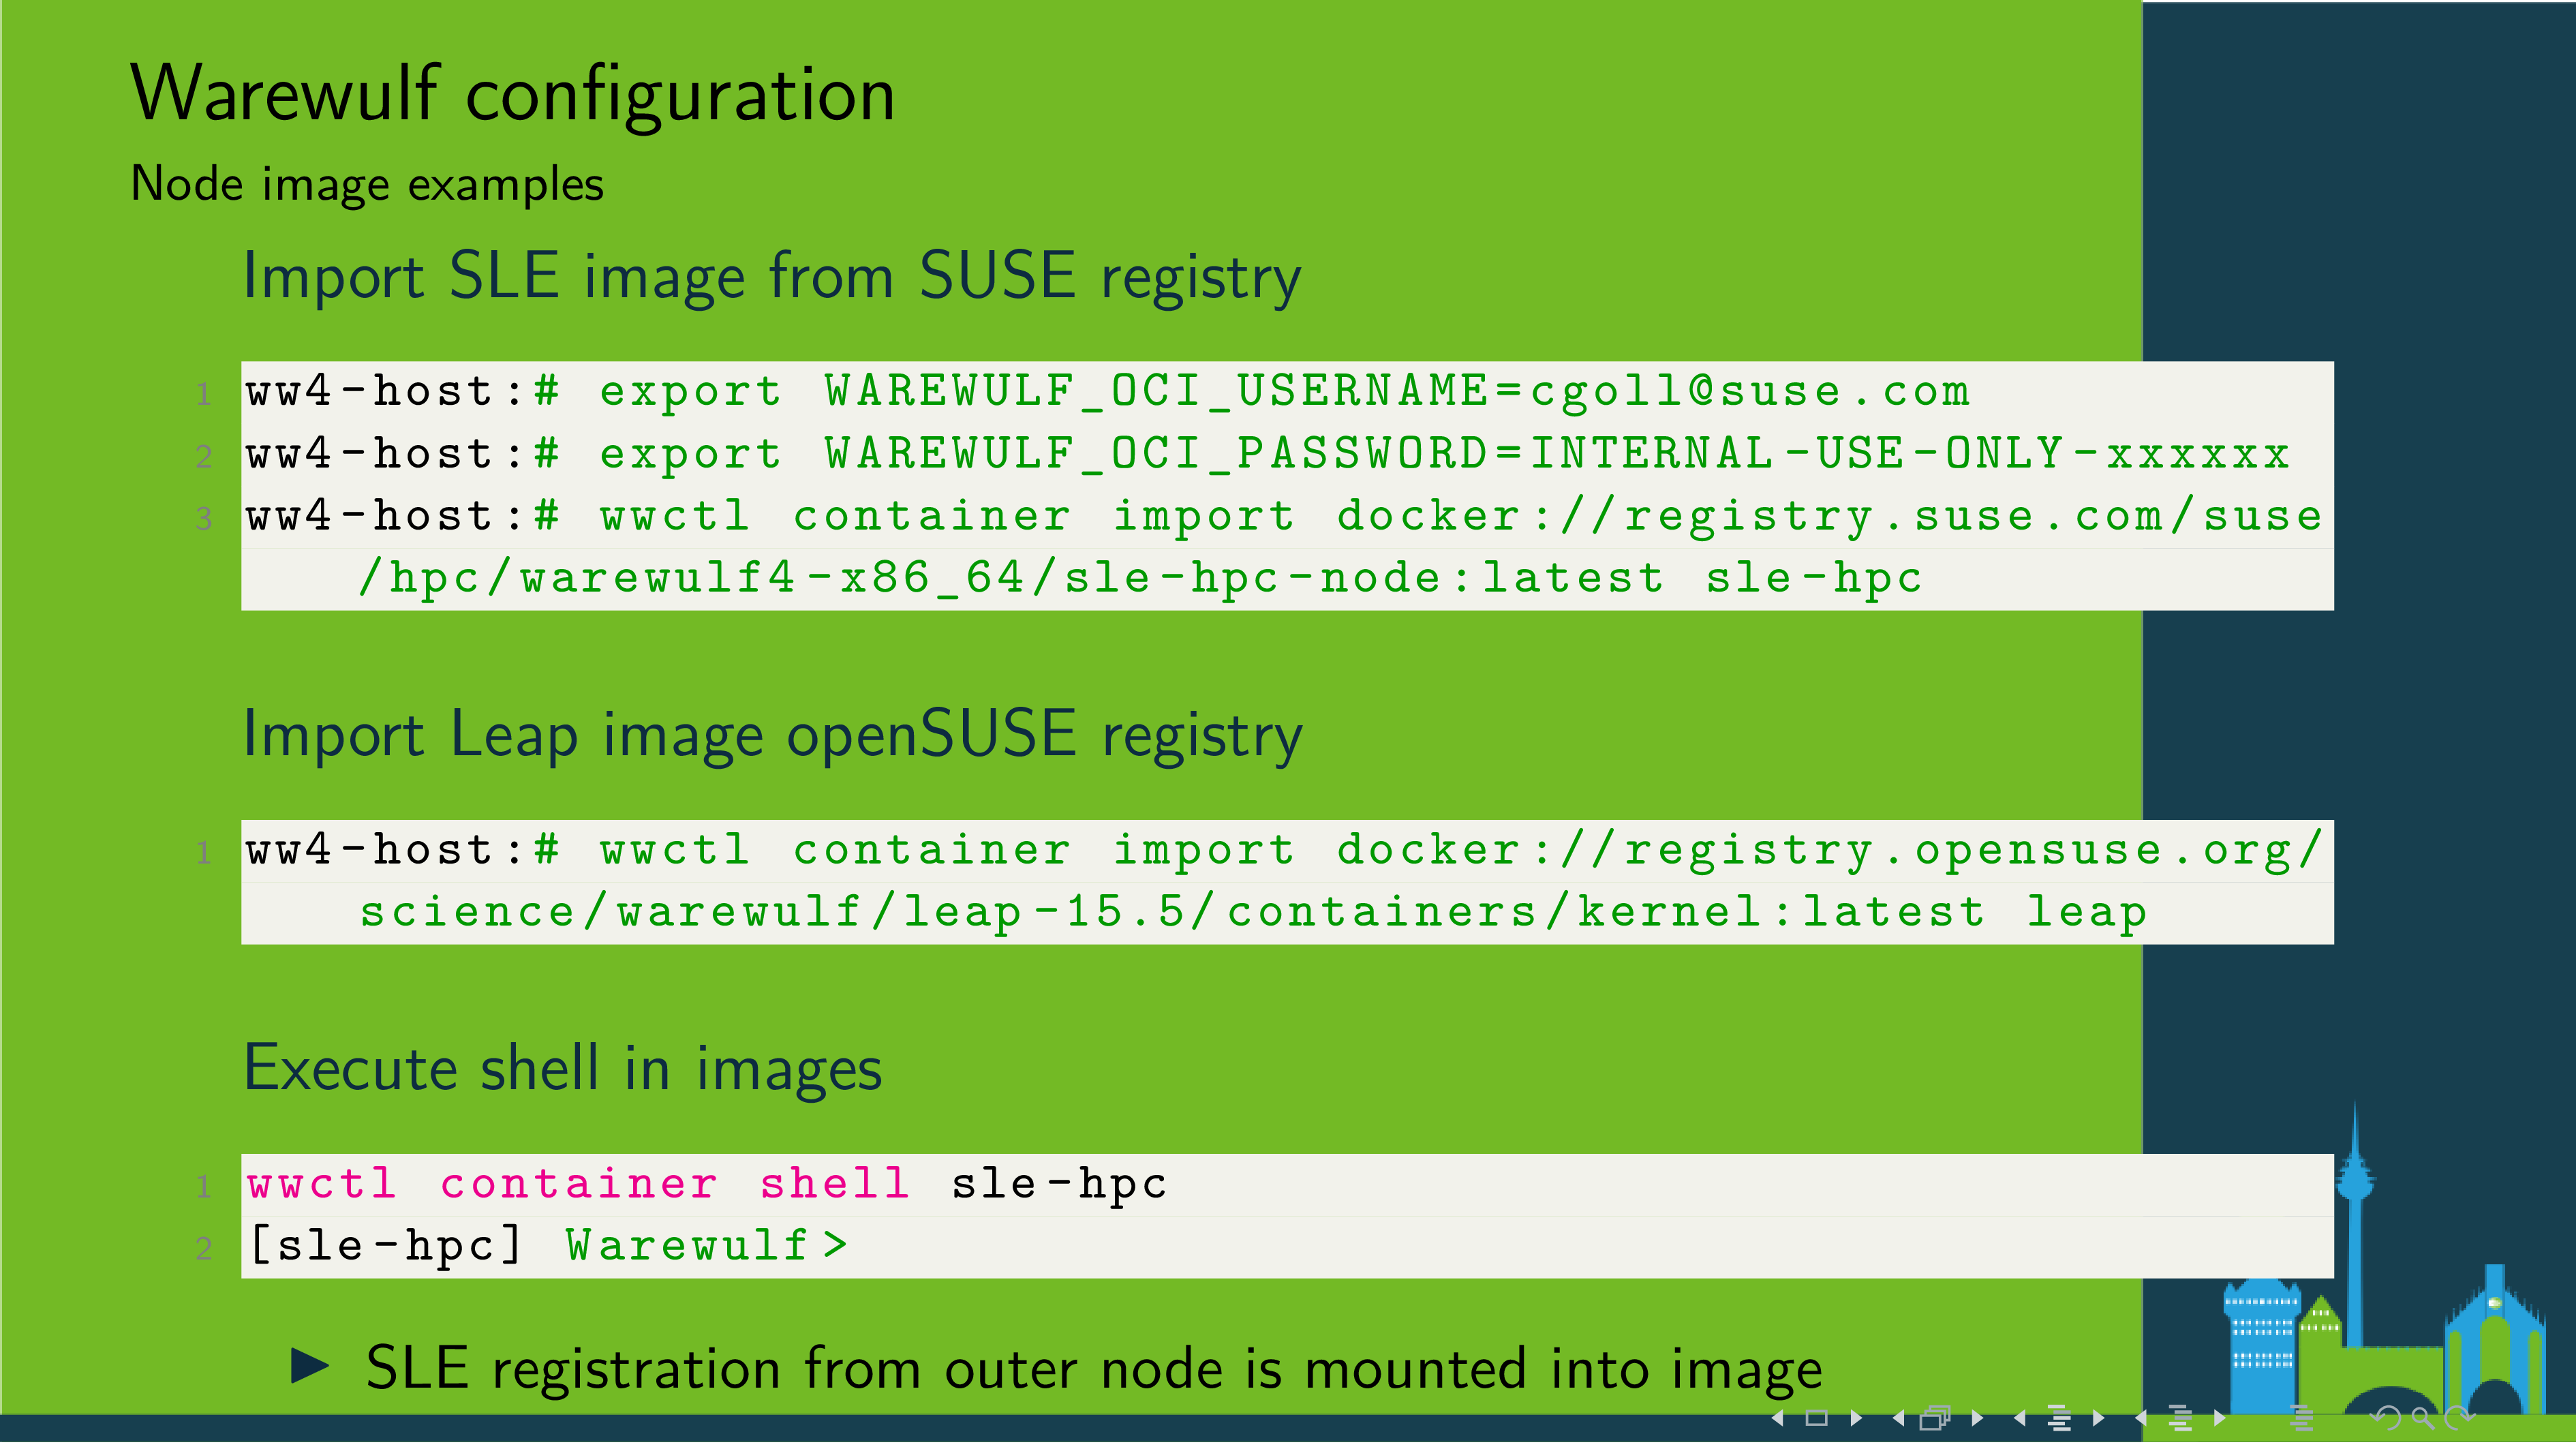 Warewulf configuration
Node image examples
Import SLE image from SUSE registry
1 ww4-host:# export WAREWULF_OCI_USERNAME=cgoll@suse.com
2 ww4-host:# export WAREWULF_OCI_PASSWORD=INTERNAL-USE-ONLY-xxxxxx
3 ww4-host:# wwctl container import docker://registry.suse.com/suse
/hpc/warewulf4-x86_64/sle-hpc-node:latest sle-hpc
Import Leap image openSUSE registry
1 ww4-host:# wwctl container import docker://registry.opensuse.org/
science/warewulf/leap-15.5/containers/kernel:latest leap
Execute shell in images
1 wwctl container shell sle-hpc
2 [sle-hpc] Warewulf>
▶ SLE registration from outer node is mounted into image